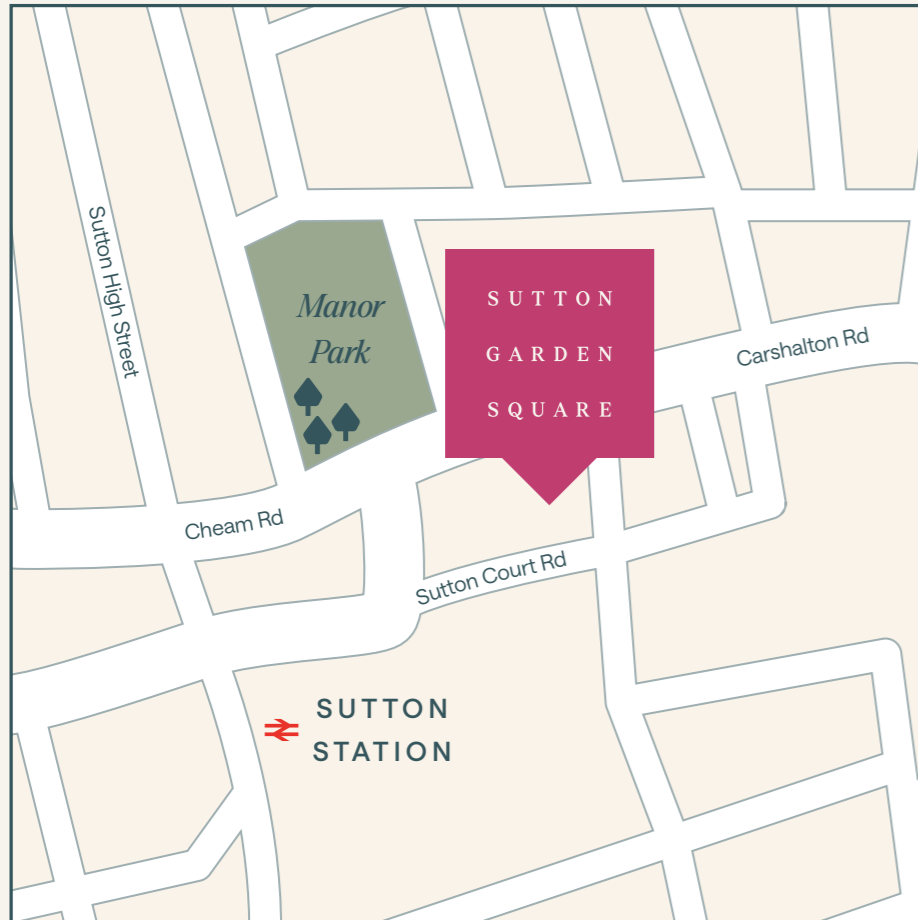 Sutton High Street
Manor
Park
SUTTON
GARDEN
SQUARE
Carshalton Rd
Cheam Rd
Sutton Court Rd
SUTTON
STATION